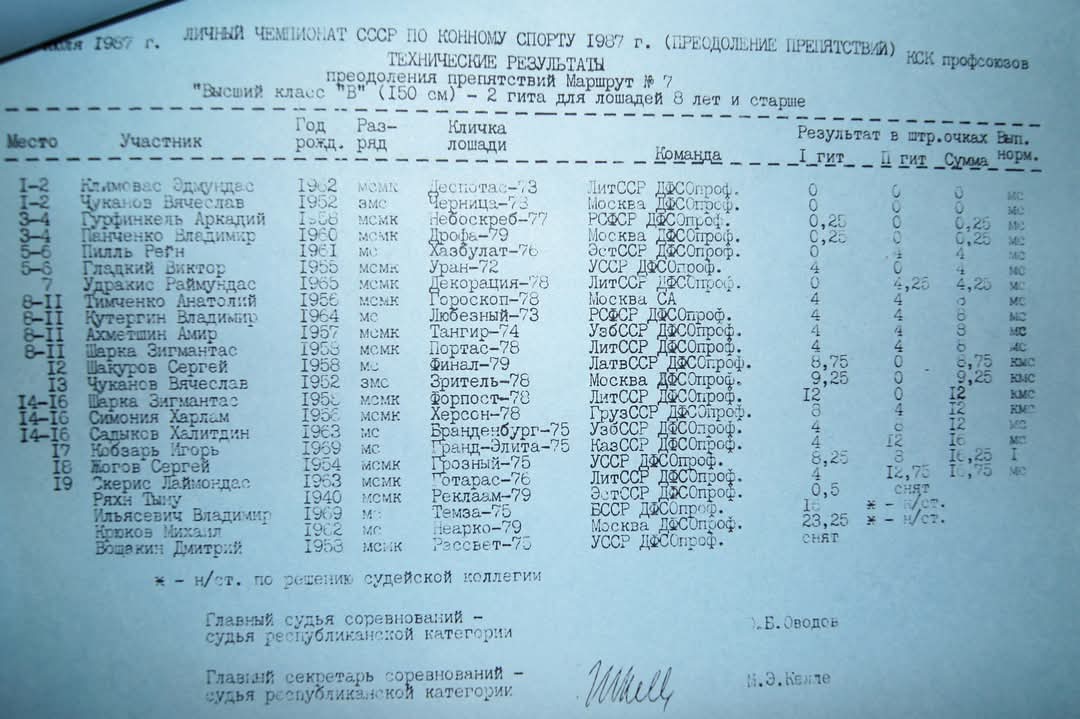 1987 г. ЛИЧНЫЙ ЧЕМПИОНАТ СССР ПО КОННОМУ СПОРТУ 1987 г. (ПРЕОДОЛЕНИЕ ПРЕПЯТСТВИЙ) КСК профсоюзов
ТЕХНИЧЕСКИЕ РЕЗУЛЬТАТЫ
преодоления препятствий Маршрут № 7
"Высший класс "В" (150 см) - 2 гита для лошадей 8 лет и старше
Место Участник Год рожд. Раз-ряд Кличка лошади Команда Результат в штр.очках I гит П гит Сумма Вып. норм.
I-2 Климовас Эдмундас 1962 мсмк Деспотас-73 ЛитССР ДФСОпроф. 0 0 0 мс
I-2 Чуканов Вячеслав 1952 змс Черница-78 Москва ДФСОпроф. 0 0 0 мс
3-4 Гурфинкель Аркадий мсмк Небоскреб-77 РСФСР ДФСОпроф. 0,25 0 0,25 мс
3-4 Панченко Владимир 1960 мсмк Дрофа-79 Москва ДФСОпроф. 0,25 0 0,25 мс
5-6 Пилль Рейн 1961 мс Хазбулат-76 ЭстССР ДФСОпроф. 0 4 4 мс
5-6 Гладкий Виктор 1955 мсмк Уран-72 УССР ДФСОпроф. 4 0 4 мс
7 Удракис Раймундас 1965 мсмк Декорация-78 ЛитССР ДФСОпроф. 0 4,25 4,25 мс
8-II Тимченко Анатолий 1956 мсмк Гороскоп-78 Москва СА 4 4 8 мс
8-II Кутергин Владимир 1964 мс Любезный-73 РСФСР ДФСОпроф. 4 4 8 мс
8-II Ахметшин Амир 1957 мсмк Тангир-74 УзбССР ДФСОпроф. 4 4 8 мс
8-II Шарка Зигмантас 1958 мсмк Портас-78 ЛитССР ДФСОпроф. 4 4 8 мс
I2 Шакуров Сергей 1958 мс Финал-79 ЛатвССР ДФСОпроф. 8,75 0 8,75 кмс
I3 Чуканов Вячеслав 1952 змс Зритель-78 Москва ДФСОпроф. 9,25 0 9,25 кмс
I4-I6 Шарка Зигмантас 1958 мсмк Форпост-78 ЛитССР ДФСОпроф. I2 0 I2 кмс
I4-I6 Симония Харлам мсмк Херсон-78 ГрузССР ДФСОпроф. 8 4 I2 кмс
I4-I6 Садыков Халитдин 1963 мс Бранденбург-75 УзбССР ДФСОпроф. 4 8 I2 мс
I7 Кобзарь Игорь 1969 мс Гранд-Элита-75 КазССР ДФСОпроф. 4 I2 I6 мс
I8 Жогов Сергей 1954 мсмк Грозный-75 УССР ДФСОпроф. 8,25 8 I6,25 I
I9 Скерис Лаймондас 1963 мсмк Готарас-76 ЛитССР ДФСОпроф. 4 I2,75 I6,75 мс
Ряхн Тыну 1940 мсмк Реклаам-79 ЭстССР ДФСОпроф. 0,5 снят
Ильясевич Владимир 1969 мс Темза-75 БССР ДФСОпроф. ж - н/ст.
Крюков Михаил 1962 мс Неарко-79 Москва ДФСОпроф. 23,25 ж - н/ст.
Вощакин Дмитрий 1953 мсмк Рассвет-75 УССР ДФСОпроф. снят
ж - н/ст. по решению судейской коллегии
Главный судья соревнований -
судья республиканской категории .Б.Оводов
Главный секретарь соревнований -
судья республиканской категории М.Э.Келле